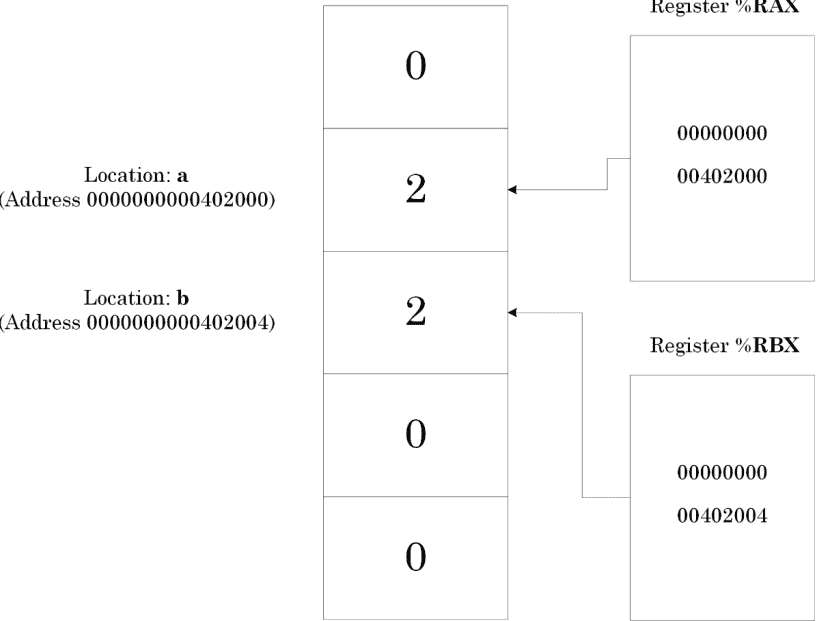 Register %RAX
0
00000000
Location: a
(Address 0000000000402000)
2
00402000
Location: b
(Address 0000000000402004)
2
Register %RBX
0
00000000
00402004
0